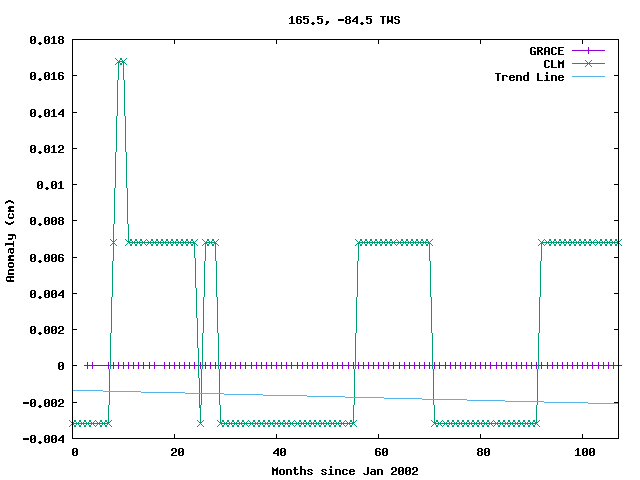 165.5, -84.5 TWS
GRACE
CLM
Trend Line
0.018
0.016
0.014
0.012
0.01
0.008
0.006
0.004
0.002
0
-0.002
-0.004
Anomaly (cm)
0 20 40 60 80 100
Months since Jan 2002